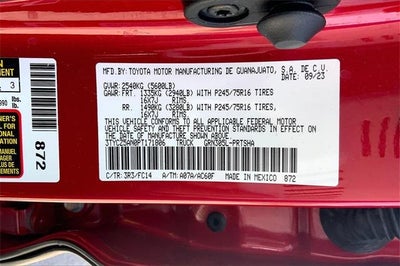 MFD.BY: TOYOTA MOTOR MANUFACTURING DE GUANAJUATO, S.A. DE C.V.
09/23
GVWR: 2540KG (5600LB)
GAWR: FRT. 1335KG (2940LB) WITH P245/75R16 TIRES
16X7J RIMS
RR. 1490KG (3280LB) WITH P245/75R16 TIRES
16X7J RIMS
THIS VEHICLE CONFORMS TO ALL APPLICABLE FEDERAL MOTOR
VEHICLE SAFETY AND THEFT PREVENTION STANDARDS IN EFFECT ON
THE DATE OF MANUFACTURE SHOWN ABOVE.
3TYCZ5AN0PT171006 TRUCK GRN305L-PRTSHA
C/TR: 3R3/FC14 A/TM: A07A/AC60F MADE IN MEXICO 872
3
872